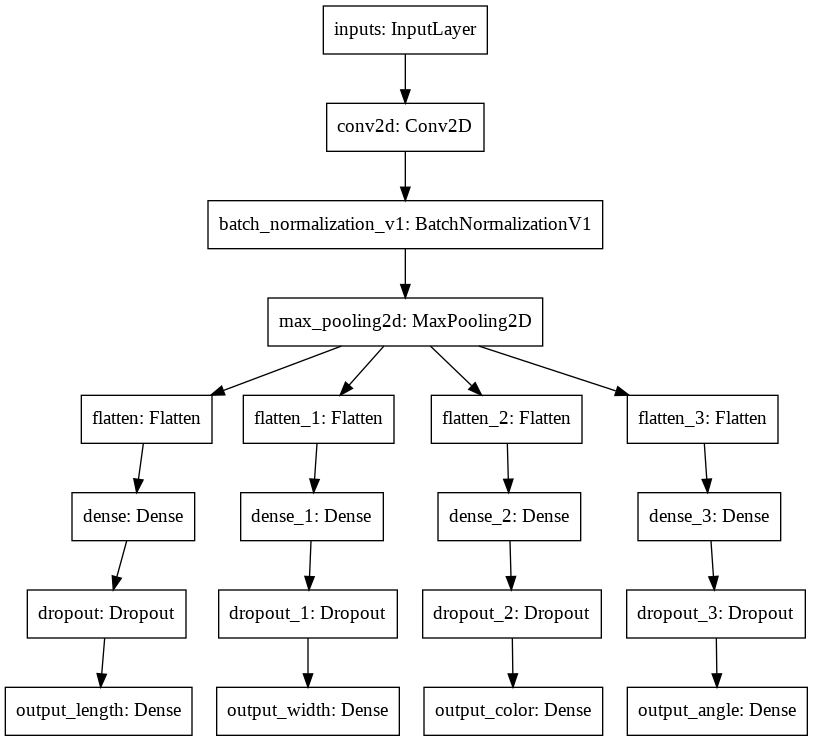 inputs: InputLayer
conv2d: Conv2D
batch_normalization_v1: BatchNormalizationV1
max_pooling2d: MaxPooling2D
flatten: Flatten
flatten_1: Flatten
flatten_2: Flatten
flatten_3: Flatten
dense: Dense
dense_1: Dense
dense_2: Dense
dense_3: Dense
dropout: Dropout
dropout_1: Dropout
dropout_2: Dropout
dropout_3: Dropout
output_length: Dense
output_width: Dense
output_color: Dense
output_angle: Dense